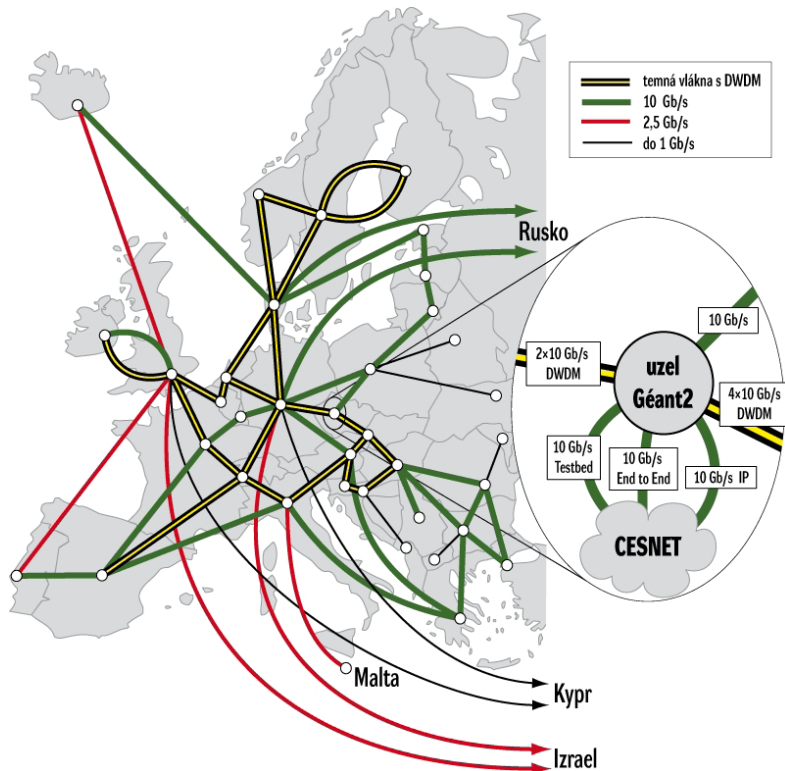 temná vlákna s DWDM
10 Gb/s
2,5 Gb/s
do 1 Gb/s
Rusko
10 Gb/s
2×10 Gb/s
DWDM
uzel
Géant2
4×10 Gb/s
DWDM
10 Gb/s
Testbed
10 Gb/s
End to End
10 Gb/s IP
CESNET
Malta
Kypr
Izrael